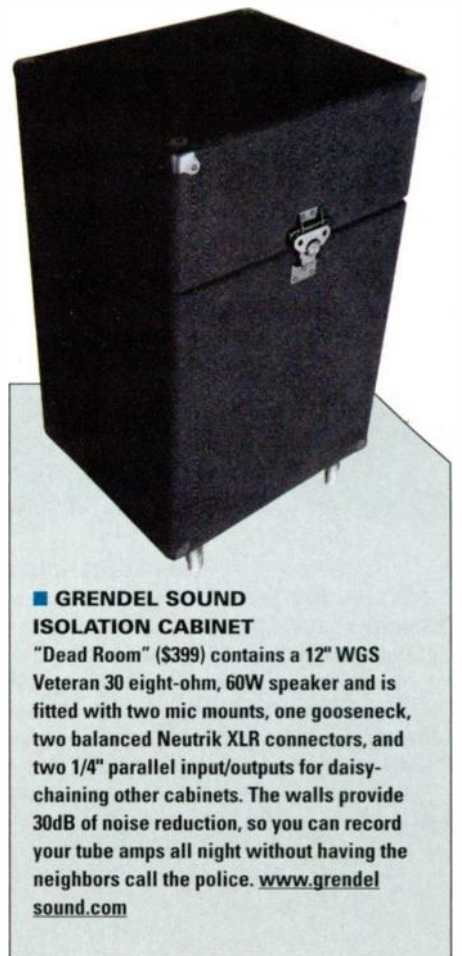 ■ GRENDEL SOUND
ISOLATION CABINET
"Dead Room" ($399) contains a 12" WGS
Veteran 30 eight-ohm, 60W speaker and is
fitted with two mic mounts, one gooseneck,
two balanced Neutrik XLR connectors, and
two 1/4" parallel input/outputs for daisy-
chaining other cabinets. The walls provide
30dB of noise reduction, so you can record
your tube amps all night without having the
neighbors call the police. www.grendel
sound.com